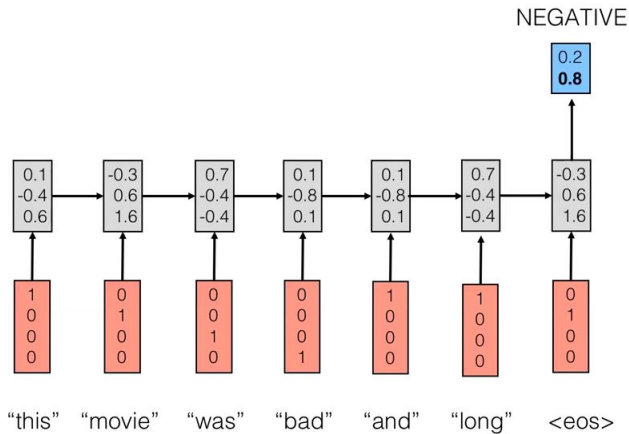 NEGATIVE
0.2
0.8
0.1 -0.3 0.7 0.1 0.1 0.7 -0.3
-0.4 0.6 -0.4 -0.8 -0.8 -0.4 0.6
0.6 1.6 -0.4 0.1 0.1 -0.4 1.6
1 0 0 0 1 1 0
0 1 0 0 0 0 1
0 0 1 0 0 0 0
0 0 0 1 0 0 0
“this” “movie” “was” “bad” “and” “long” <eos>